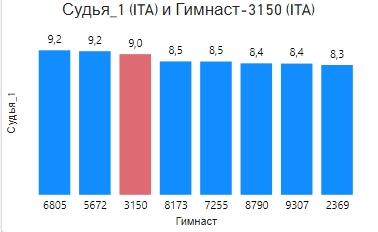 Судья_1 (ITA) и Гимнаст-3150 (ITA)
9,2 9,2 9,0 8,5 8,5 8,4 8,4 8,3
Судья_1
6805 5672 3150 8173 7255 8790 9307 2369
Гимнаст